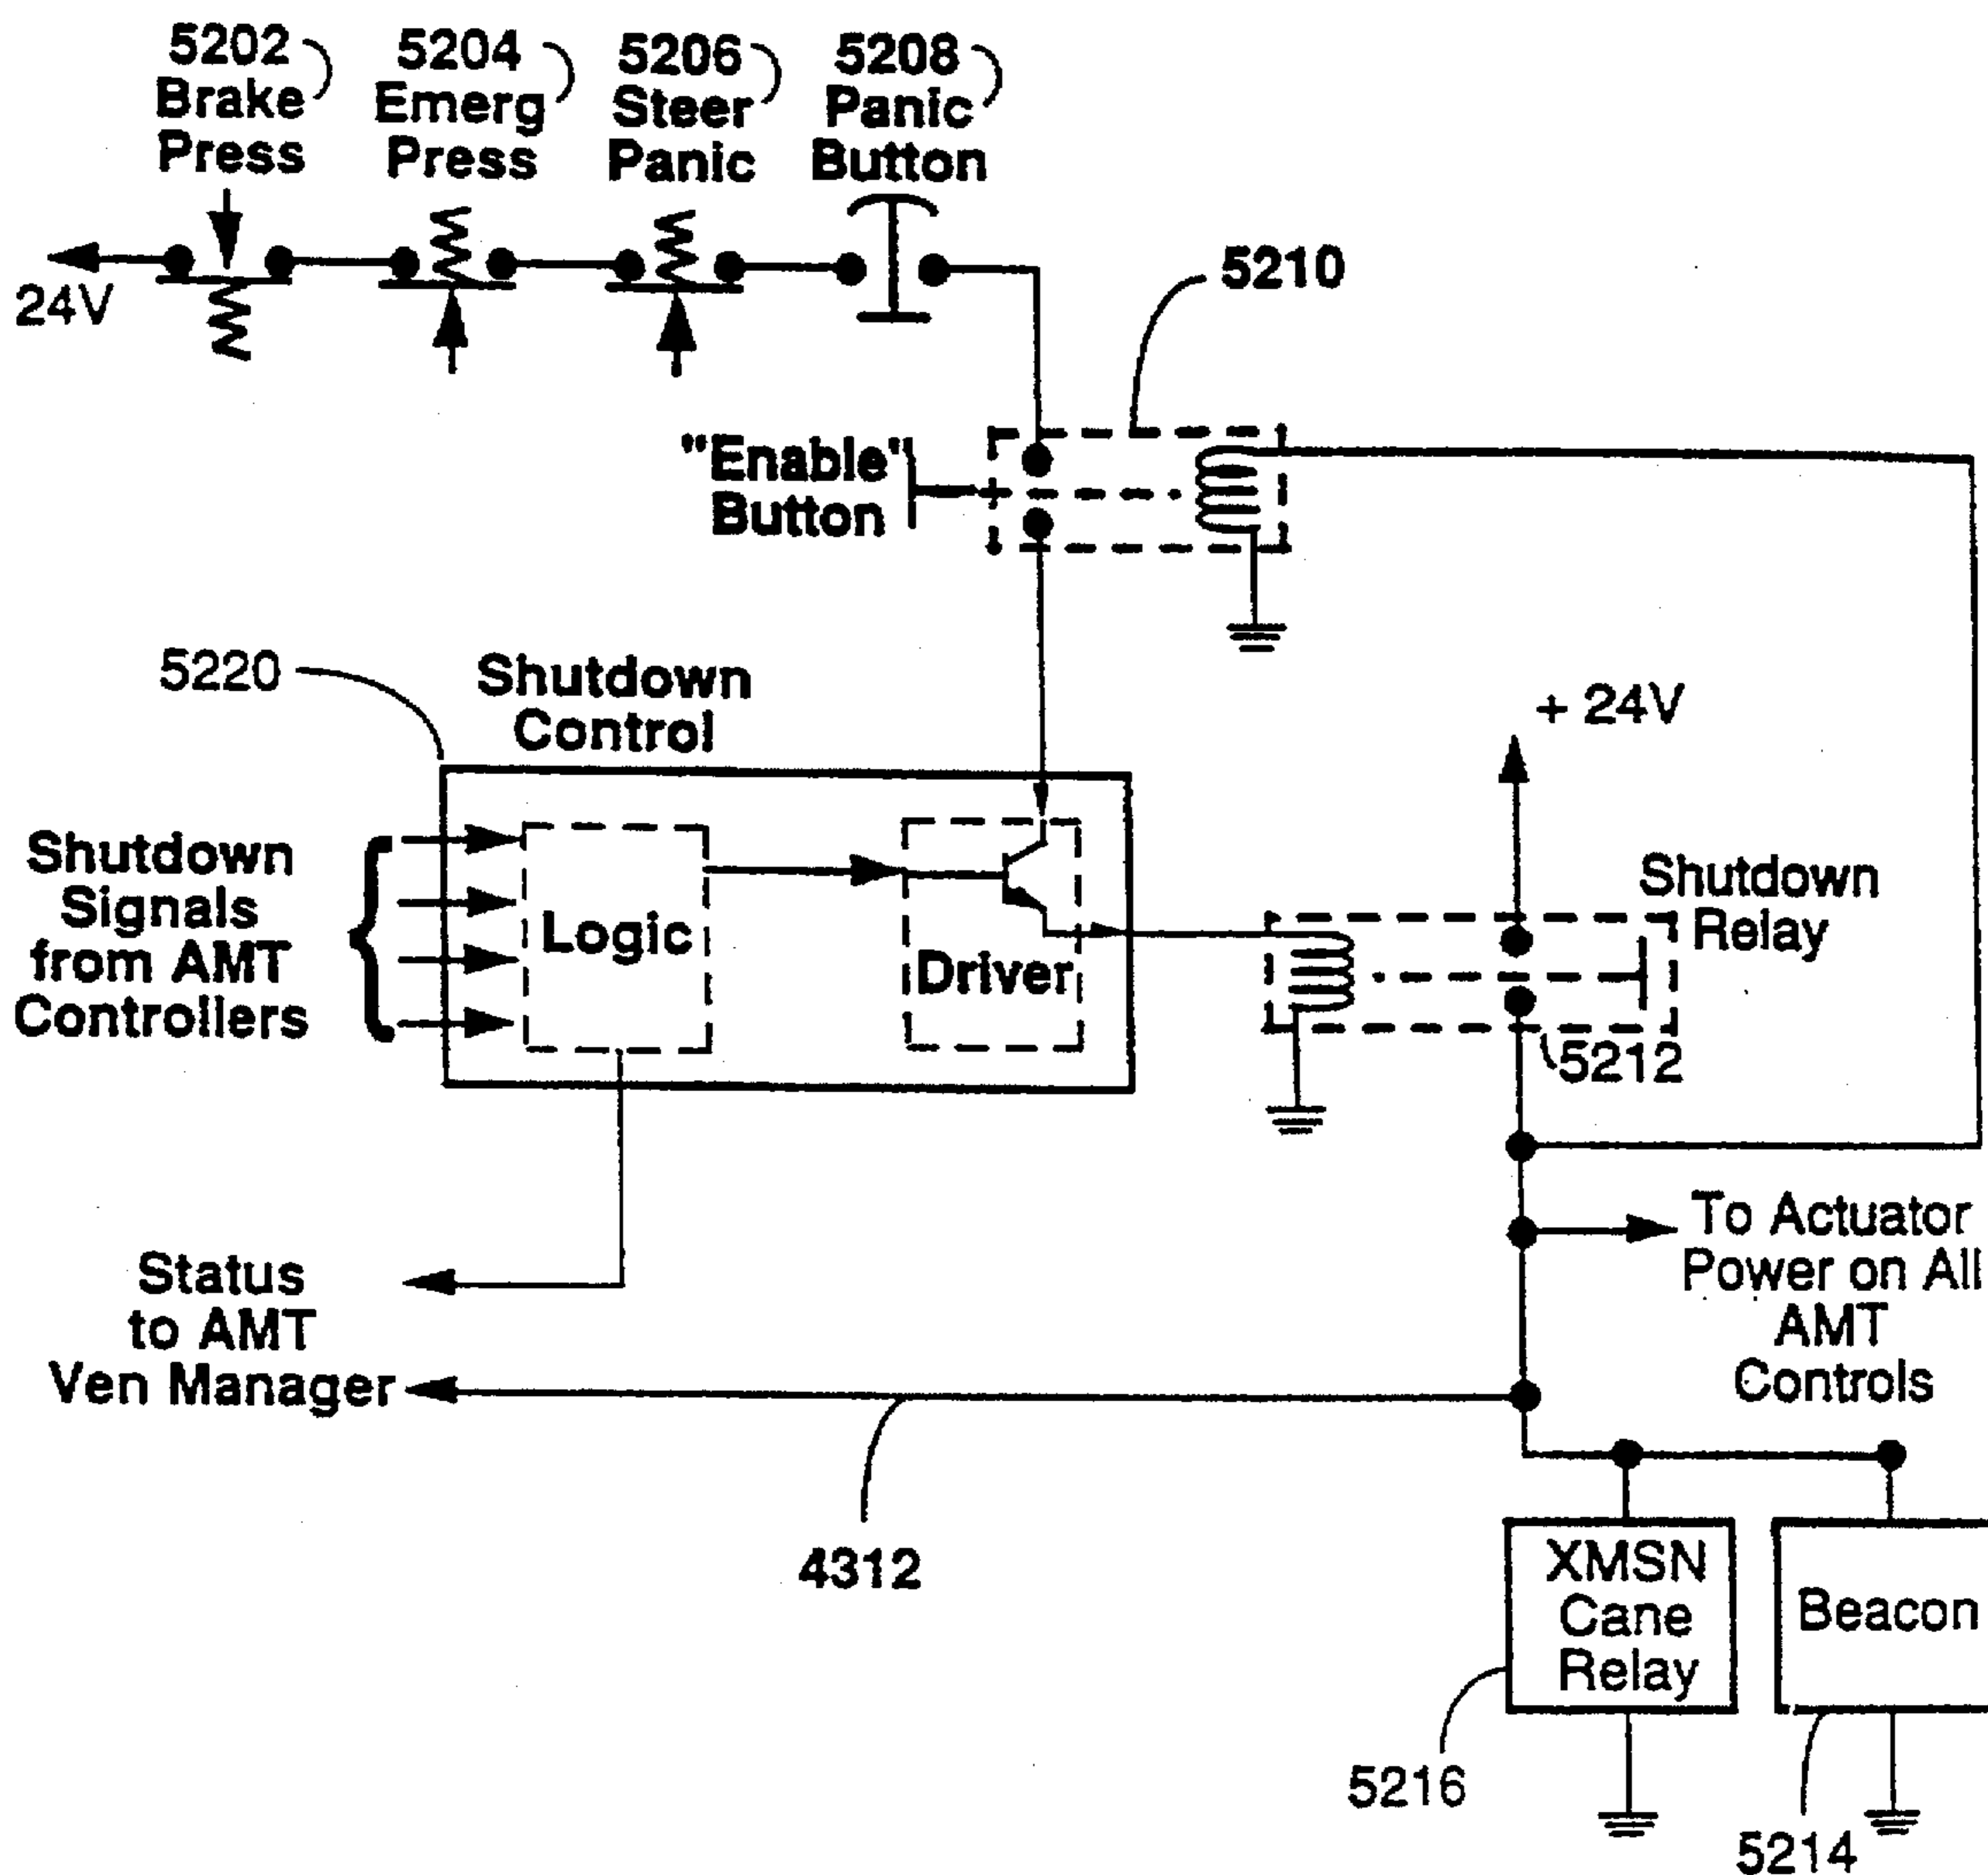 5202
Brake
Press
5204
Emerg
Press
5206
Steer
Panic
5208
Panic
Button
24V
5210
"Enable"
Button
5220
Shutdown
Control
+ 24V
Shutdown
Signals
from AMT
Controllers
Logic
Driver
Shutdown
Relay
5212
To Actuator
Power on All
AMT
Controls
Status
to AMT
Ven Manager
4312
XMSN
Cane
Relay
Beacon
5216
5214